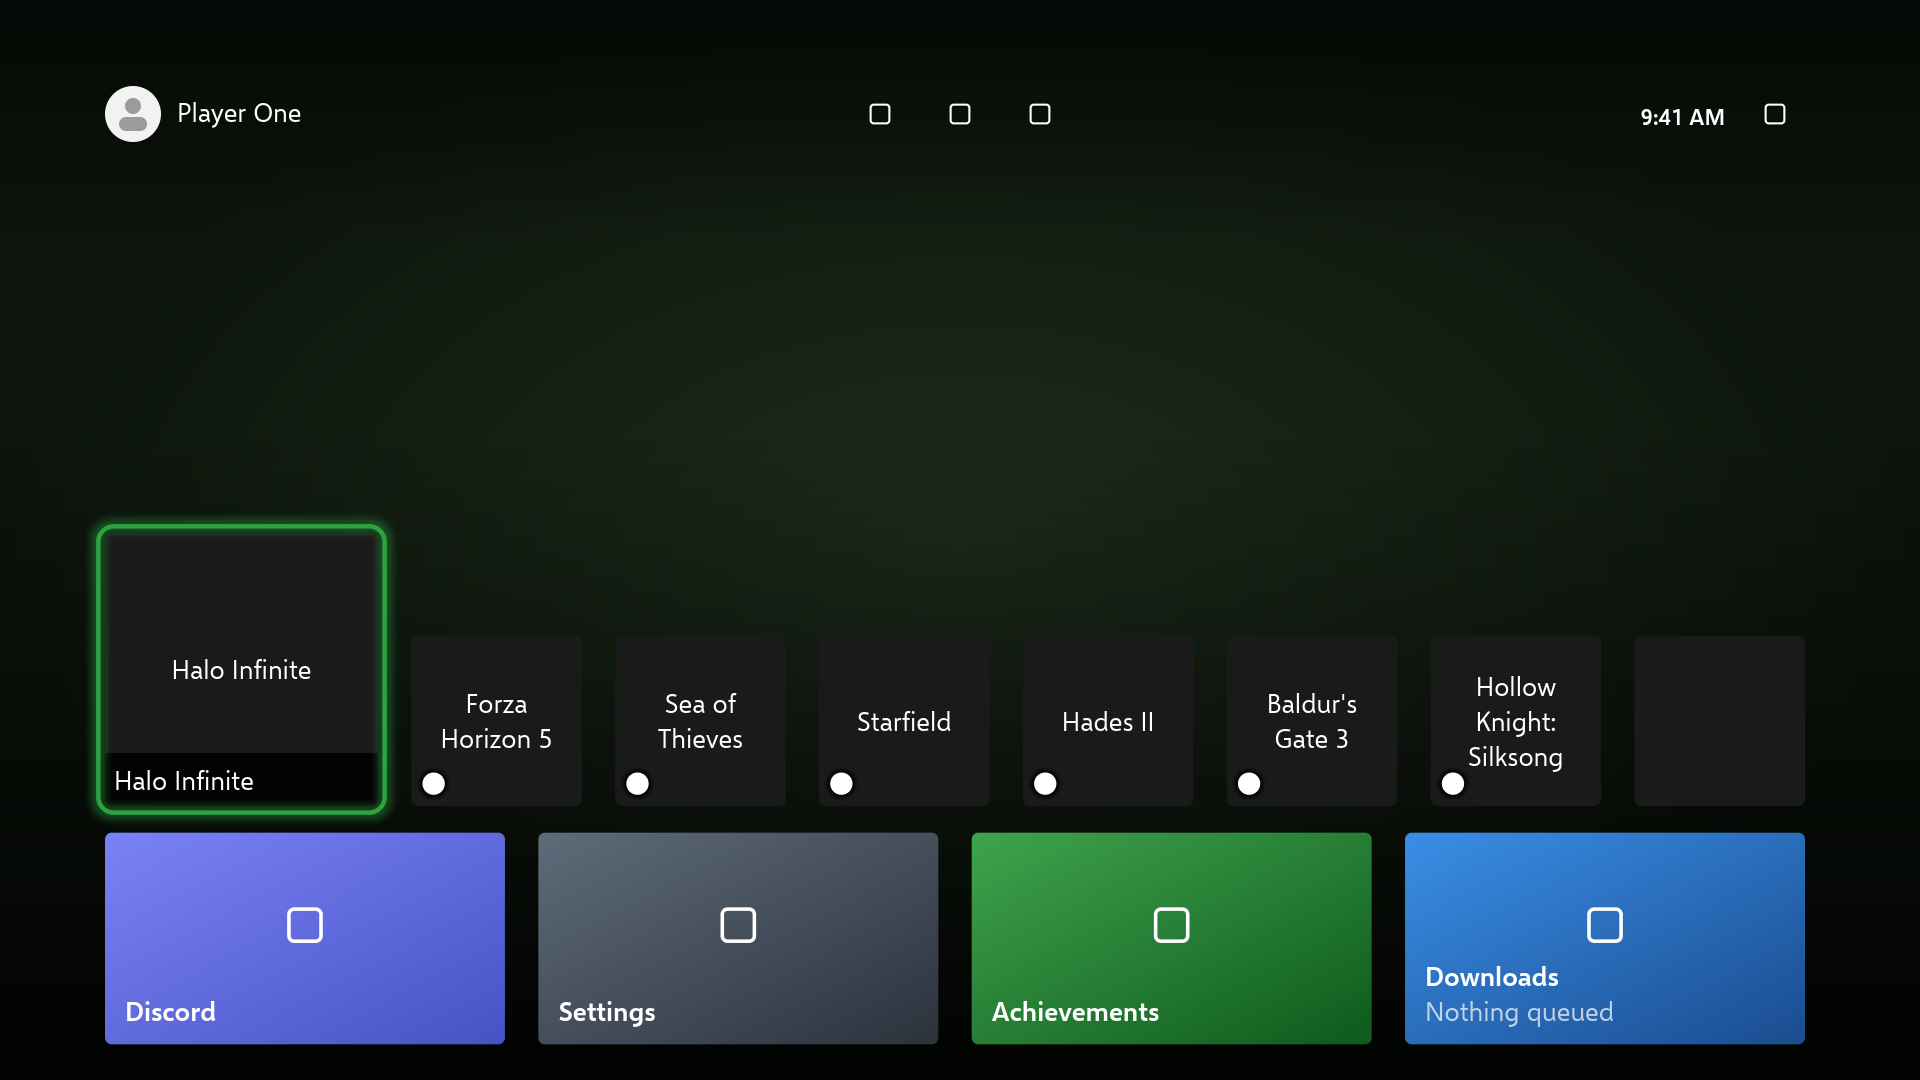 Player One
9:41 AM
Halo Infinite
Halo Infinite
Forza
Horizon 5
Sea of
Thieves
Starfield
Hades II
Baldur's
Gate 3
Hollow
Knight:
Silksong
Discord
Settings
Achievements
Downloads
Nothing queued